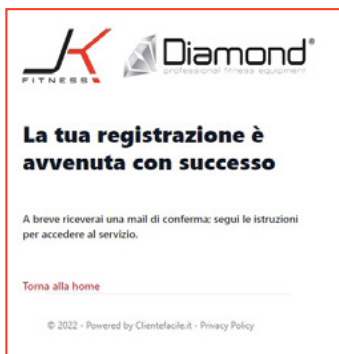 JK
FITNESS
Diamond®
professional fitness equipment
La tua registrazione è
avvenuta con successo
A breve riceverai una mail di conferma: segui le istruzioni
per accedere al servizio.
Torna alla home
© 2022 - Powered by Clientefacile.it - Privacy Policy